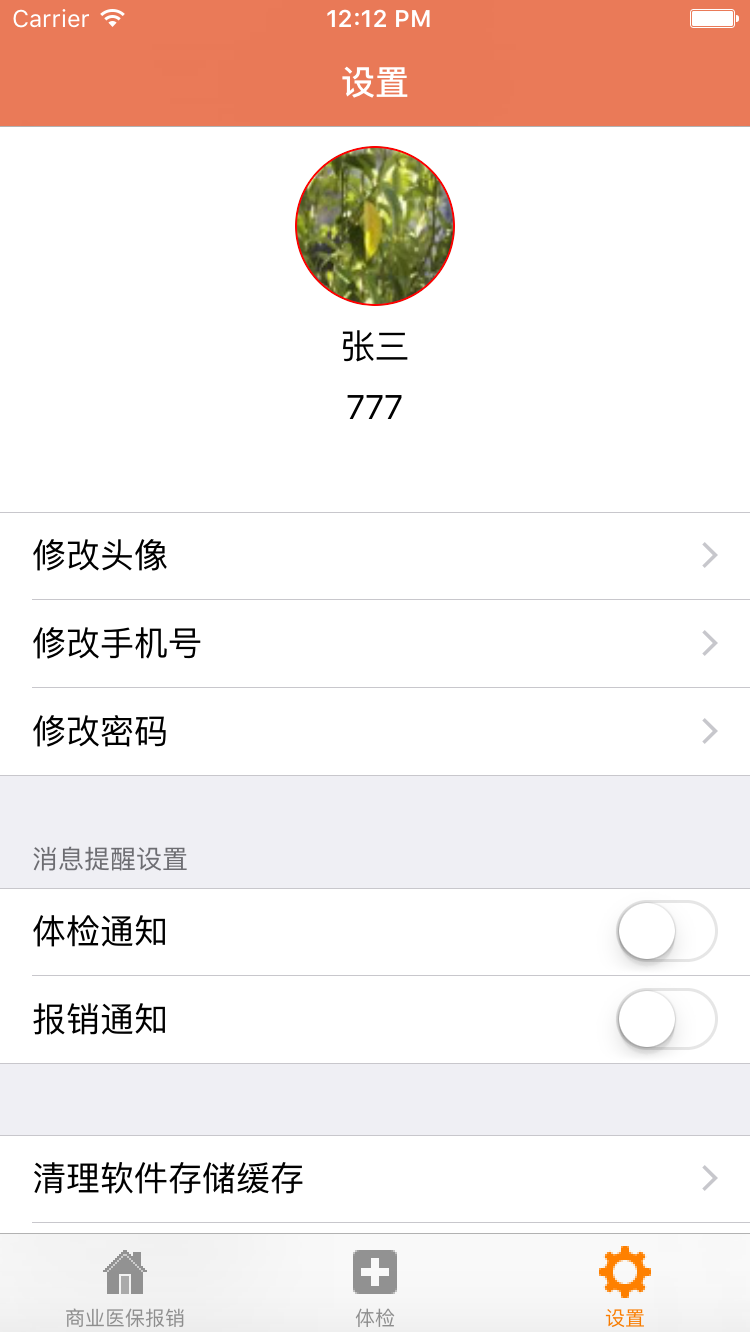 Carrier 12:12 PM
设置
张三
777
修改头像
修改手机号
修改密码
消息提醒设置
体检通知
报销通知
清理软件存储缓存
商业医保报销 体检 设置